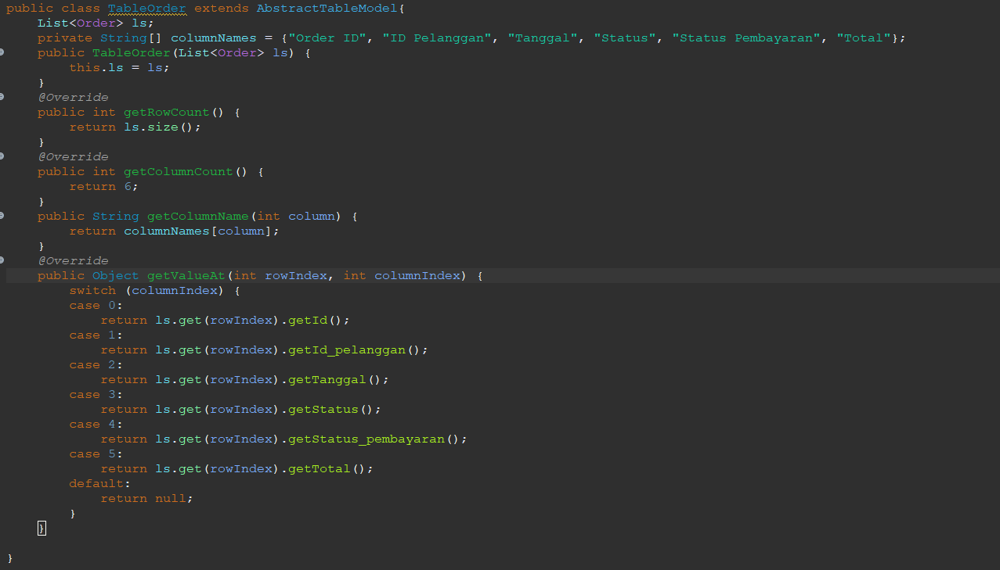 public class TableOrder extends AbstractTableModel{
    List<Order> ls;
    private String[] columnNames = {"Order ID", "ID Pelanggan", "Tanggal", "Status", "Status Pembayaran", "Total"};
    public TableOrder(List<Order> ls) {
        this.ls = ls;
    }
    @Override
    public int getRowCount() {
        return ls.size();
    }
    @Override
    public int getColumnCount() {
        return 6;
    }
    public String getColumnName(int column) {
        return columnNames[column];
    }
    @Override
    public Object getValueAt(int rowIndex, int columnIndex) {
        switch (columnIndex) {
        case 0:
            return ls.get(rowIndex).getId();
        case 1:
            return ls.get(rowIndex).getId_pelanggan();
        case 2:
            return ls.get(rowIndex).getTanggal();
        case 3:
            return ls.get(rowIndex).getStatus();
        case 4:
            return ls.get(rowIndex).getStatus_pembayaran();
        case 5:
            return ls.get(rowIndex).getTotal();
        default:
            return null;
        }
    }

}